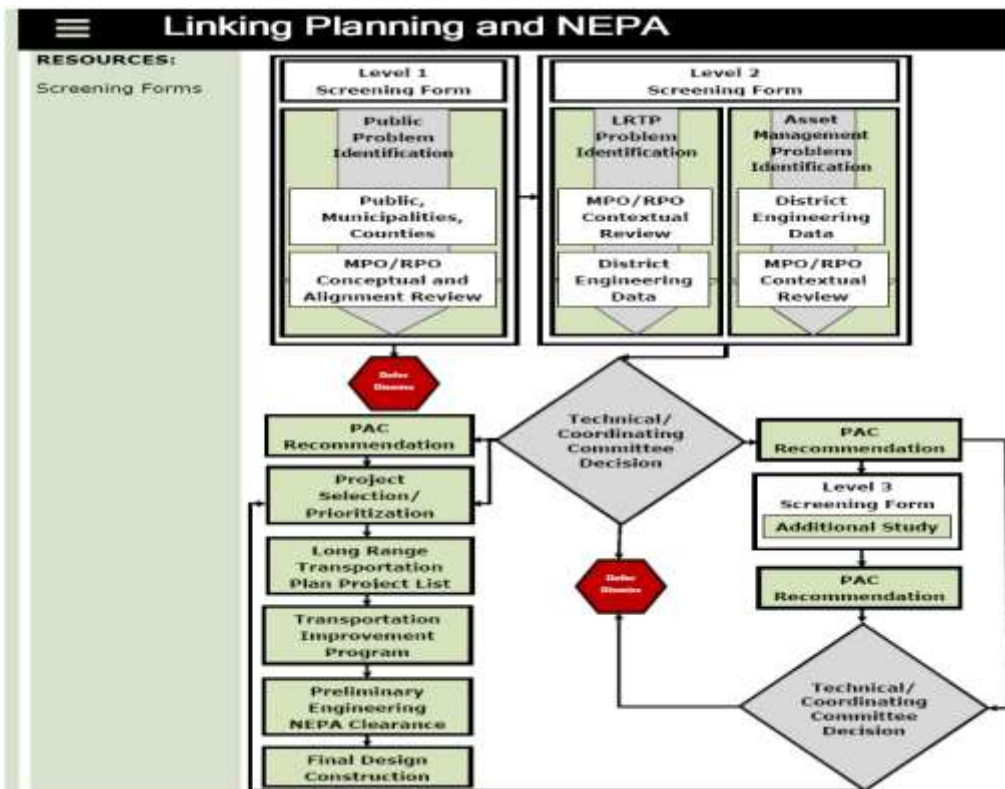 Linking Planning and NEPA
RESOURCES:
Screening Forms
Level 1
Screening Form
Public
Problem
Identification
Public,
Municipalities,
Counties
MPO/RPO
Conceptual and
Alignment Review
Level 2
Screening Form
LRTP
Problem
Identification
MPO/RPO
Contextual
Review
District
Engineering
Data
Asset
Management
Problem
Identification
District
Engineering
Data
MPO/RPO
Contextual
Review
Defer
Dismiss
PAC
Recommendation
Project
Selection/
Prioritization
Long Range
Transportation
Plan Project List
Transportation
Improvement
Program
Preliminary
Engineering
NEPA Clearance
Final Design
Construction
Technical/
Coordinating
Committee
Decision
Defer
Dismiss
PAC
Recommendation
Level 3
Screening Form
Additional Study
PAC
Recommendation
Technical/
Coordinating
Committee
Decision